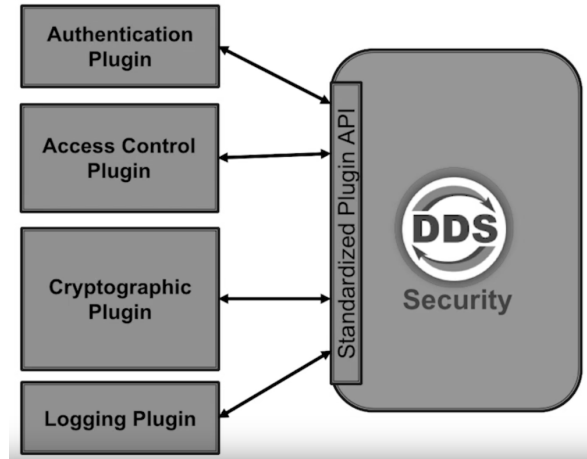 Authentication
Plugin
Access Control
Plugin
Cryptographic
Plugin
Logging Plugin
Standardized Plugin API
DDS
Security